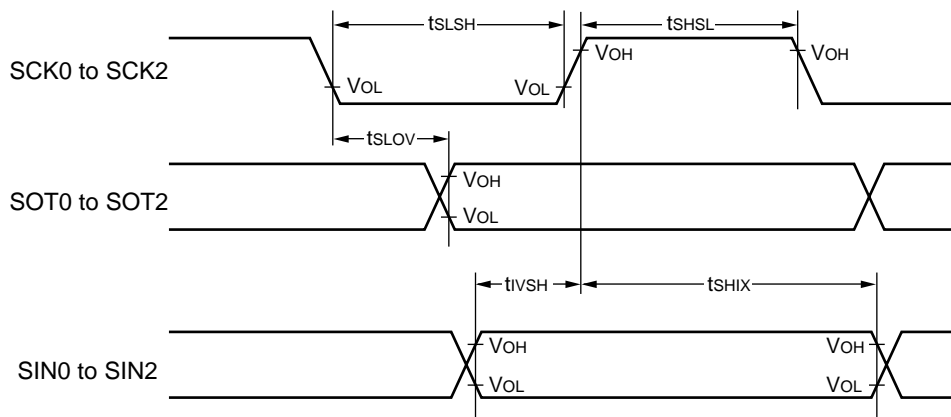 tSLSH
tSHSL
SCK0 to SCK2
VOH
VOH
VOL
VOL
tSLOV
SOT0 to SOT2
VOH
VOL
tIVSH
tSHIX
SIN0 to SIN2
VOH
VOH
VOL
VOL